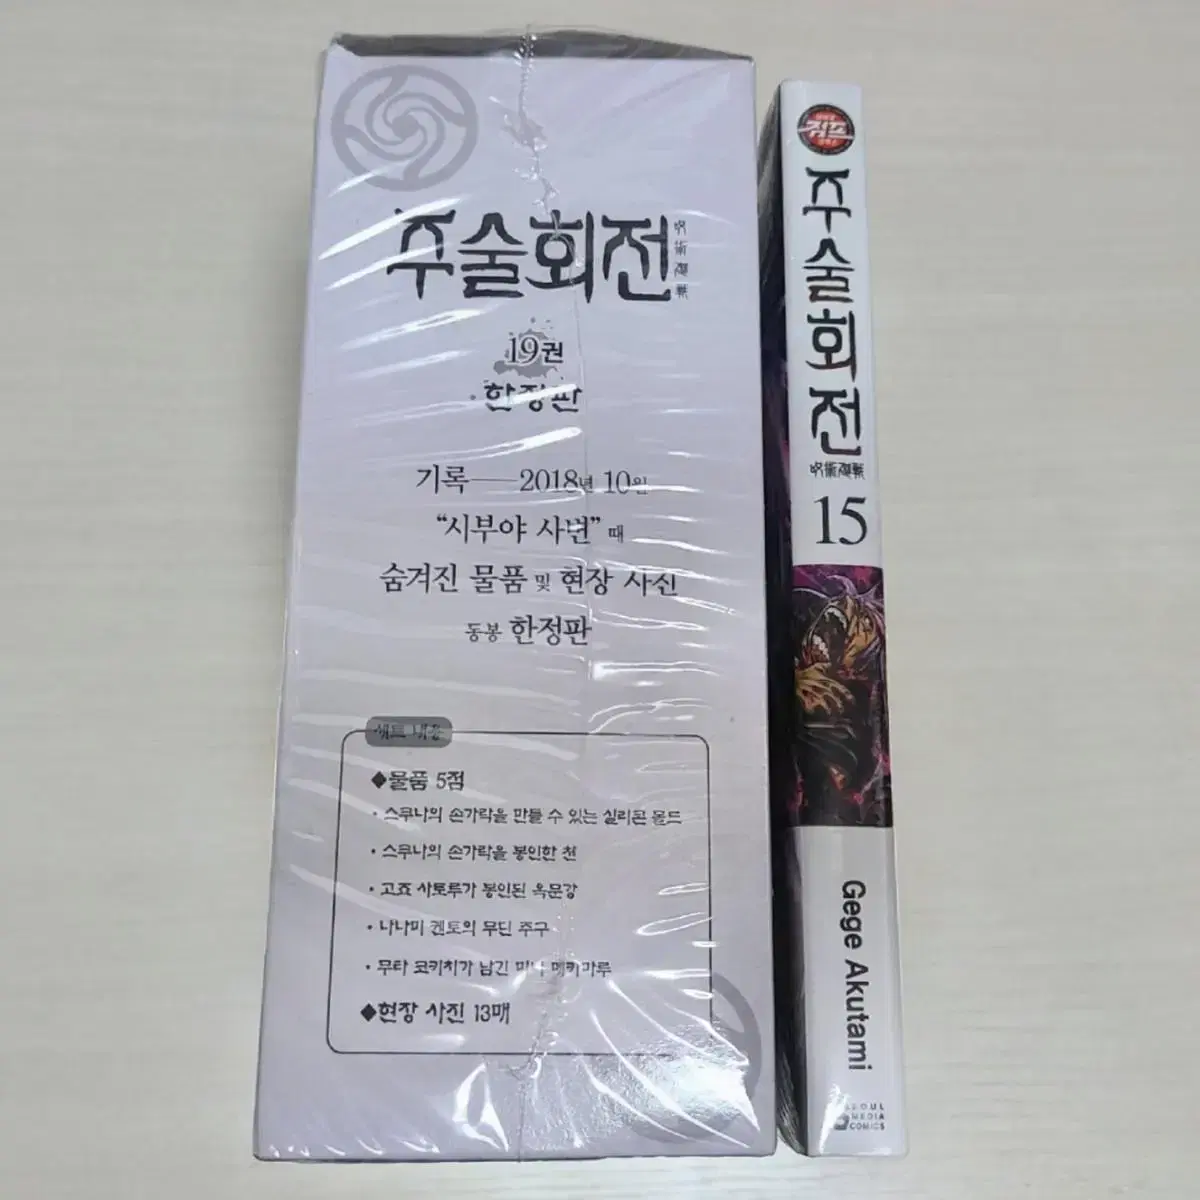 주술회전
呪術廻戦
19권
한정판
기록——2018년 10월
“시부야 사변” 때
숨겨진 물품 및 현장 사진
동봉 한정판
세트 내용
◆물품 5점
· 스쿠나의 손가락을 만들 수 있는 실리콘 몰드
· 스쿠나의 손가락을 봉인한 천
· 고죠 사토루가 봉인된 옥문강
· 나나미 켄토의 무딘 주구
· 무타 코키치가 남긴 미니 메카마루
◆현장 사진 13매
점프
주술회전
呪術廻戦
15
Gege Akutami
SEOUL
MEDIA
COMICS